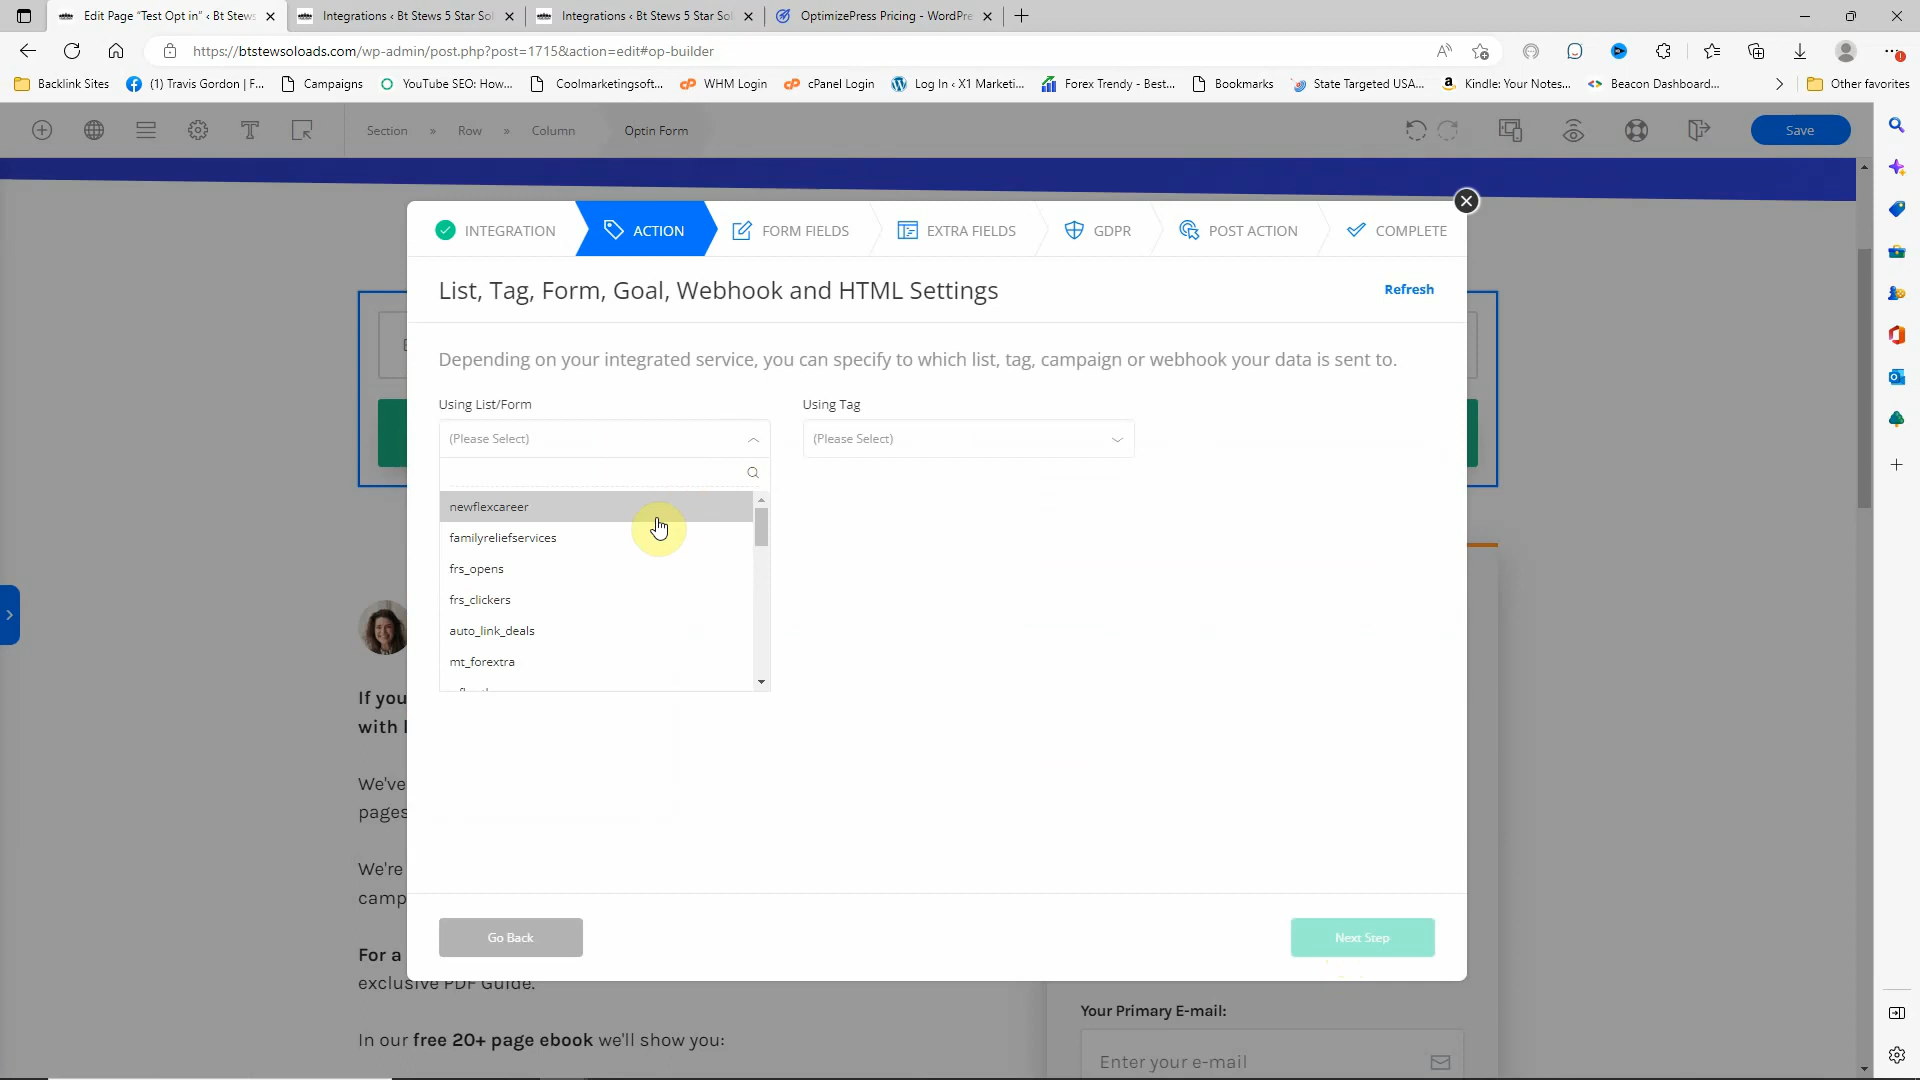 Edit Page "Test Opt in" ‹ Bt Stews
Integrations ‹ Bt Stews 5 Star Sol
Integrations ‹ Bt Stews 5 Star Sol
OptimizePress Pricing - WordPre
https://btstewsoloads.com/wp-admin/post.php?post=1715&action=edit#op-builder
Backlink Sites
(1) Travis Gordon | F...
Campaigns
YouTube SEO: How...
Coolmarketingsoft...
WHM Login
cPanel Login
Log In ‹ X1 Marketi...
Forex Trendy - Best...
Bookmarks
State Targeted USA...
Kindle: Your Notes...
Beacon Dashboard...
Other favorites
Section » Row » Column Optin Form
Save
INTEGRATION
ACTION
FORM FIELDS
EXTRA FIELDS
GDPR
POST ACTION
COMPLETE
List, Tag, Form, Goal, Webhook and HTML Settings
Refresh
Depending on your integrated service, you can specify to which list, tag, campaign or webhook your data is sent to.
Using List/Form
Using Tag
(Please Select)
(Please Select)
newflexcareer
familyreliefservices
frs_opens
frs_clickers
auto_link_deals
mt_forextra
Go Back
Next Step
If you
with
We've
pages
We're
camp
For a
exclusive PDF Guide.
In our free 20+ page ebook we'll show you:
Your Primary E-mail:
Enter your e-mail